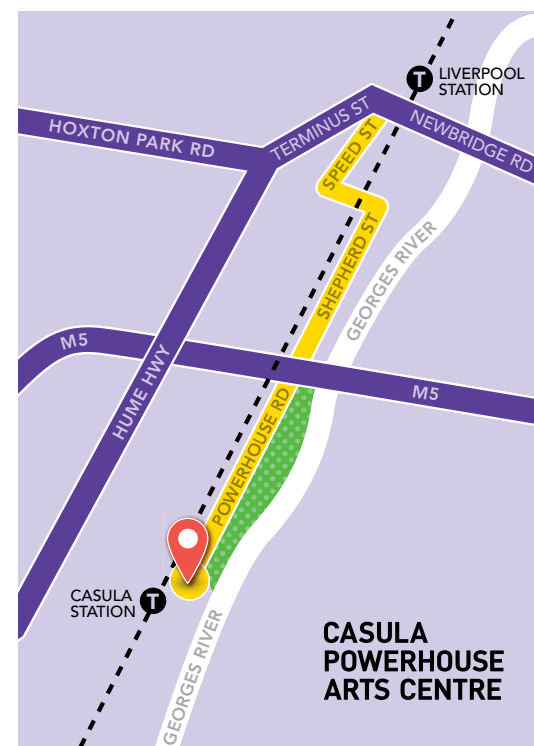 T
LIVERPOOL
STATION
HOXTON PARK RD
TERMINUS ST
NEWBRIDGE RD
SPEED ST
SHEPHERD ST
GEORGES RIVER
M5
HUME HWY
M5
POWERHOUSE RD
CASULA
STATION
T
GEORGES RIVER
CASULA
POWERHOUSE
ARTS CENTRE